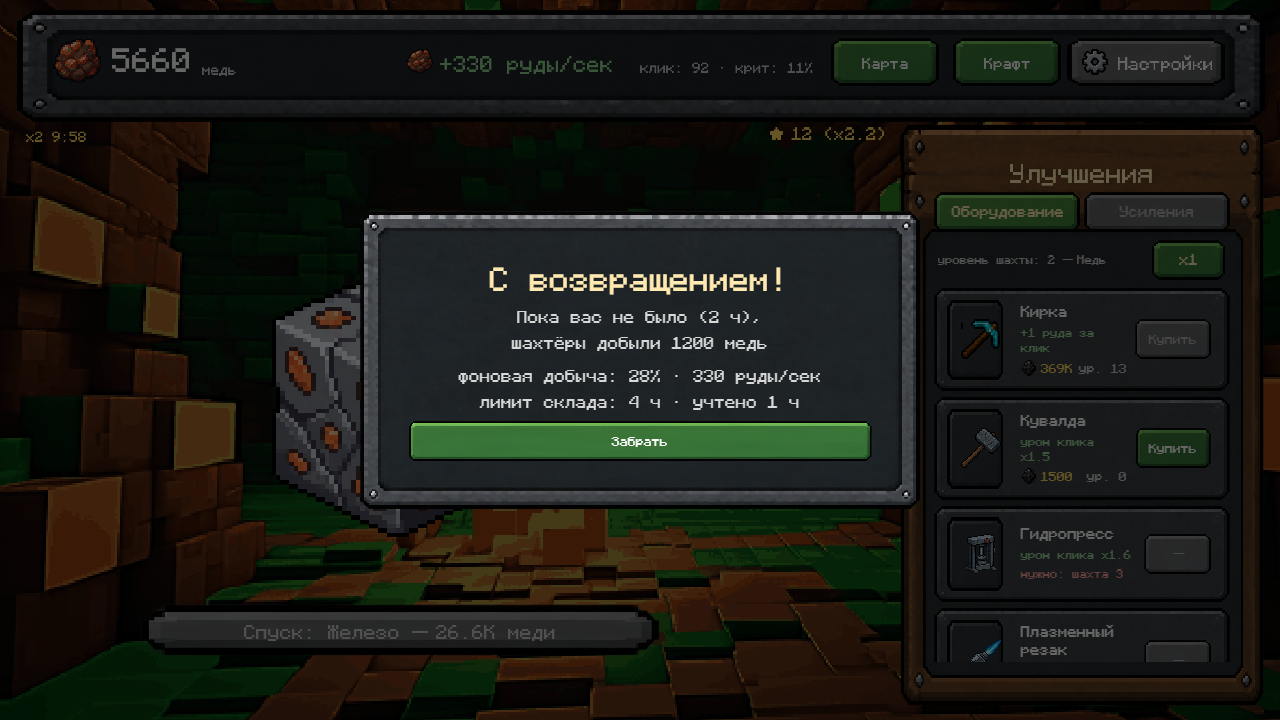 5660 медь
+330 руды/сек
клик: 92 · крит: 11%
Карта
Крафт
Настройки
x2 9:58
12 (x2.2)
Улучшения
Оборудование
Усиления
уровень шахты: 2 — Медь
x1
Кирка
+1 руда за
клик
369K ур. 13
Купить
Кувалда
урон клика
x1.5
1500 ур. 0
Купить
Гидропресс
урон клика x1.6
нужно: шахта 3
—
Плазменный
резак
—
С возвращением!
Пока вас не было (2 ч),
шахтёры добыли 1200 медь
фоновая добыча: 28% · 330 руды/сек
лимит склада: 4 ч · учтено 1 ч
Забрать
Спуск: Железо — 26.6K меди